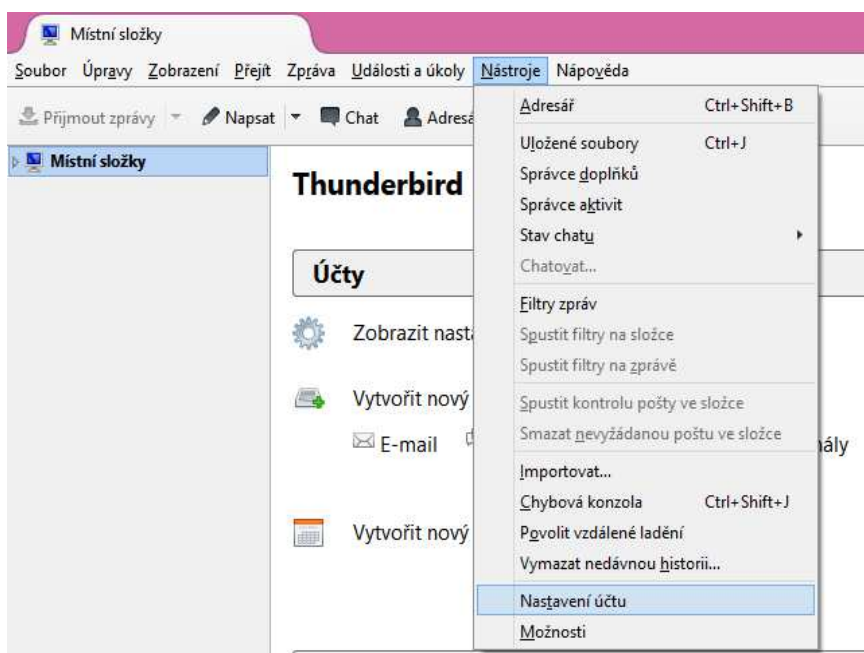 Místní složky
Soubor Úpravy Zobrazení Přejít Zpráva Události a úkoly Nástroje Nápověda
Přijmout zprávy Napsat Chat
Místní složky
Thunderbird
Účty
Zobrazit
Vytvořit nový
E-mail
Vytvořit nový
Adresář Ctrl+Shift+B
Uložené soubory Ctrl+J
Správce doplňků
Správce aktivit
Stav chatu
Chatovat...
Filtry zpráv
Spustit filtry na složce
Spustit filtry na zprávě
Spustit kontrolu pošty ve složce
Smazat nevyžádanou poštu ve složce
Importovat...
Chybová konzola Ctrl+Shift+J
Povolit vzdálené ladění
Vymazat nedávnou historii...
Nastavení účtu
Možnosti